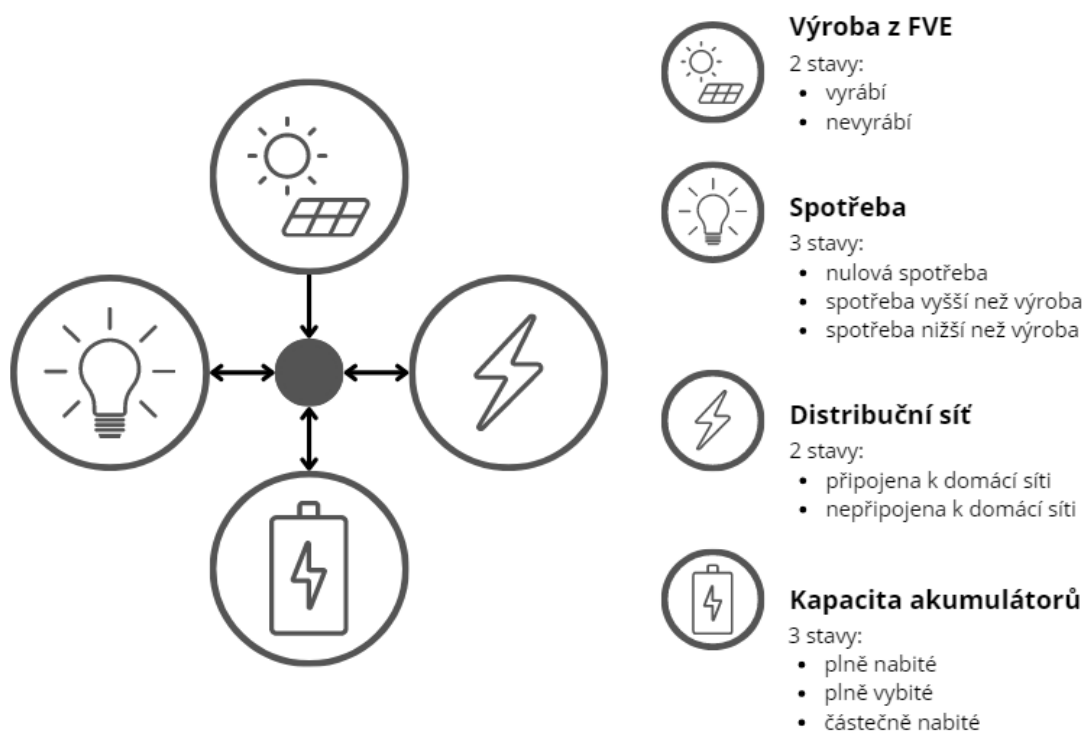 Výroba z FVE
2 stavy:
• vyrábí
• nevyrábí
Spotřeba
3 stavy:
• nulová spotřeba
• spotřeba vyšší než výroba
• spotřeba nižší než výroba
Distribuční síť
2 stavy:
• připojena k domácí síti
• nepřipojena k domácí síti
Kapacita akumulátorů
3 stavy:
• plně nabité
• plně vybité
• částečně nabité